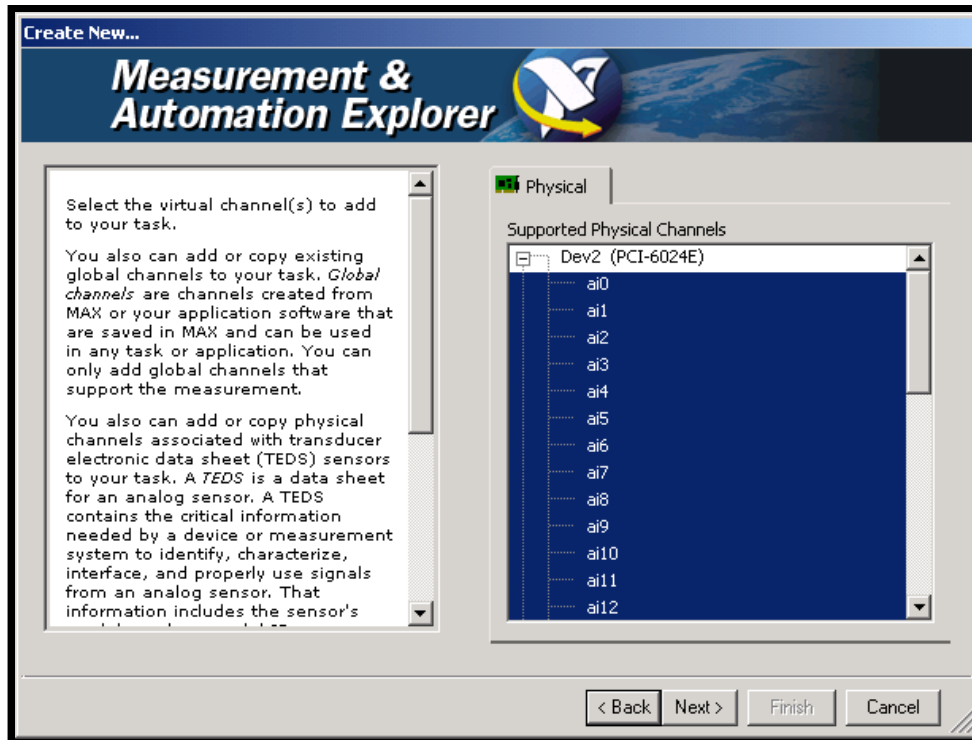 Create New...
Measurement &
Automation Explorer
Select the virtual channel(s) to add
to your task.
You also can add or copy existing
global channels to your task. Global
channels are channels created from
MAX or your application software that
are saved in MAX and can be used
in any task or application. You can
only add global channels that
support the measurement.
You also can add or copy physical
channels associated with transducer
electronic data sheet (TEDS) sensors
to your task. A TEDS is a data sheet
for an analog sensor. A TEDS
contains the critical information
needed by a device or measurement
system to identify, characterize,
interface, and properly use signals
from an analog sensor. That
information includes the sensor's
Physical
Supported Physical Channels
Dev2 (PCI-6024E)
ai0
ai1
ai2
ai3
ai4
ai5
ai6
ai7
ai8
ai9
ai10
ai11
ai12
< Back
Next >
Finish
Cancel